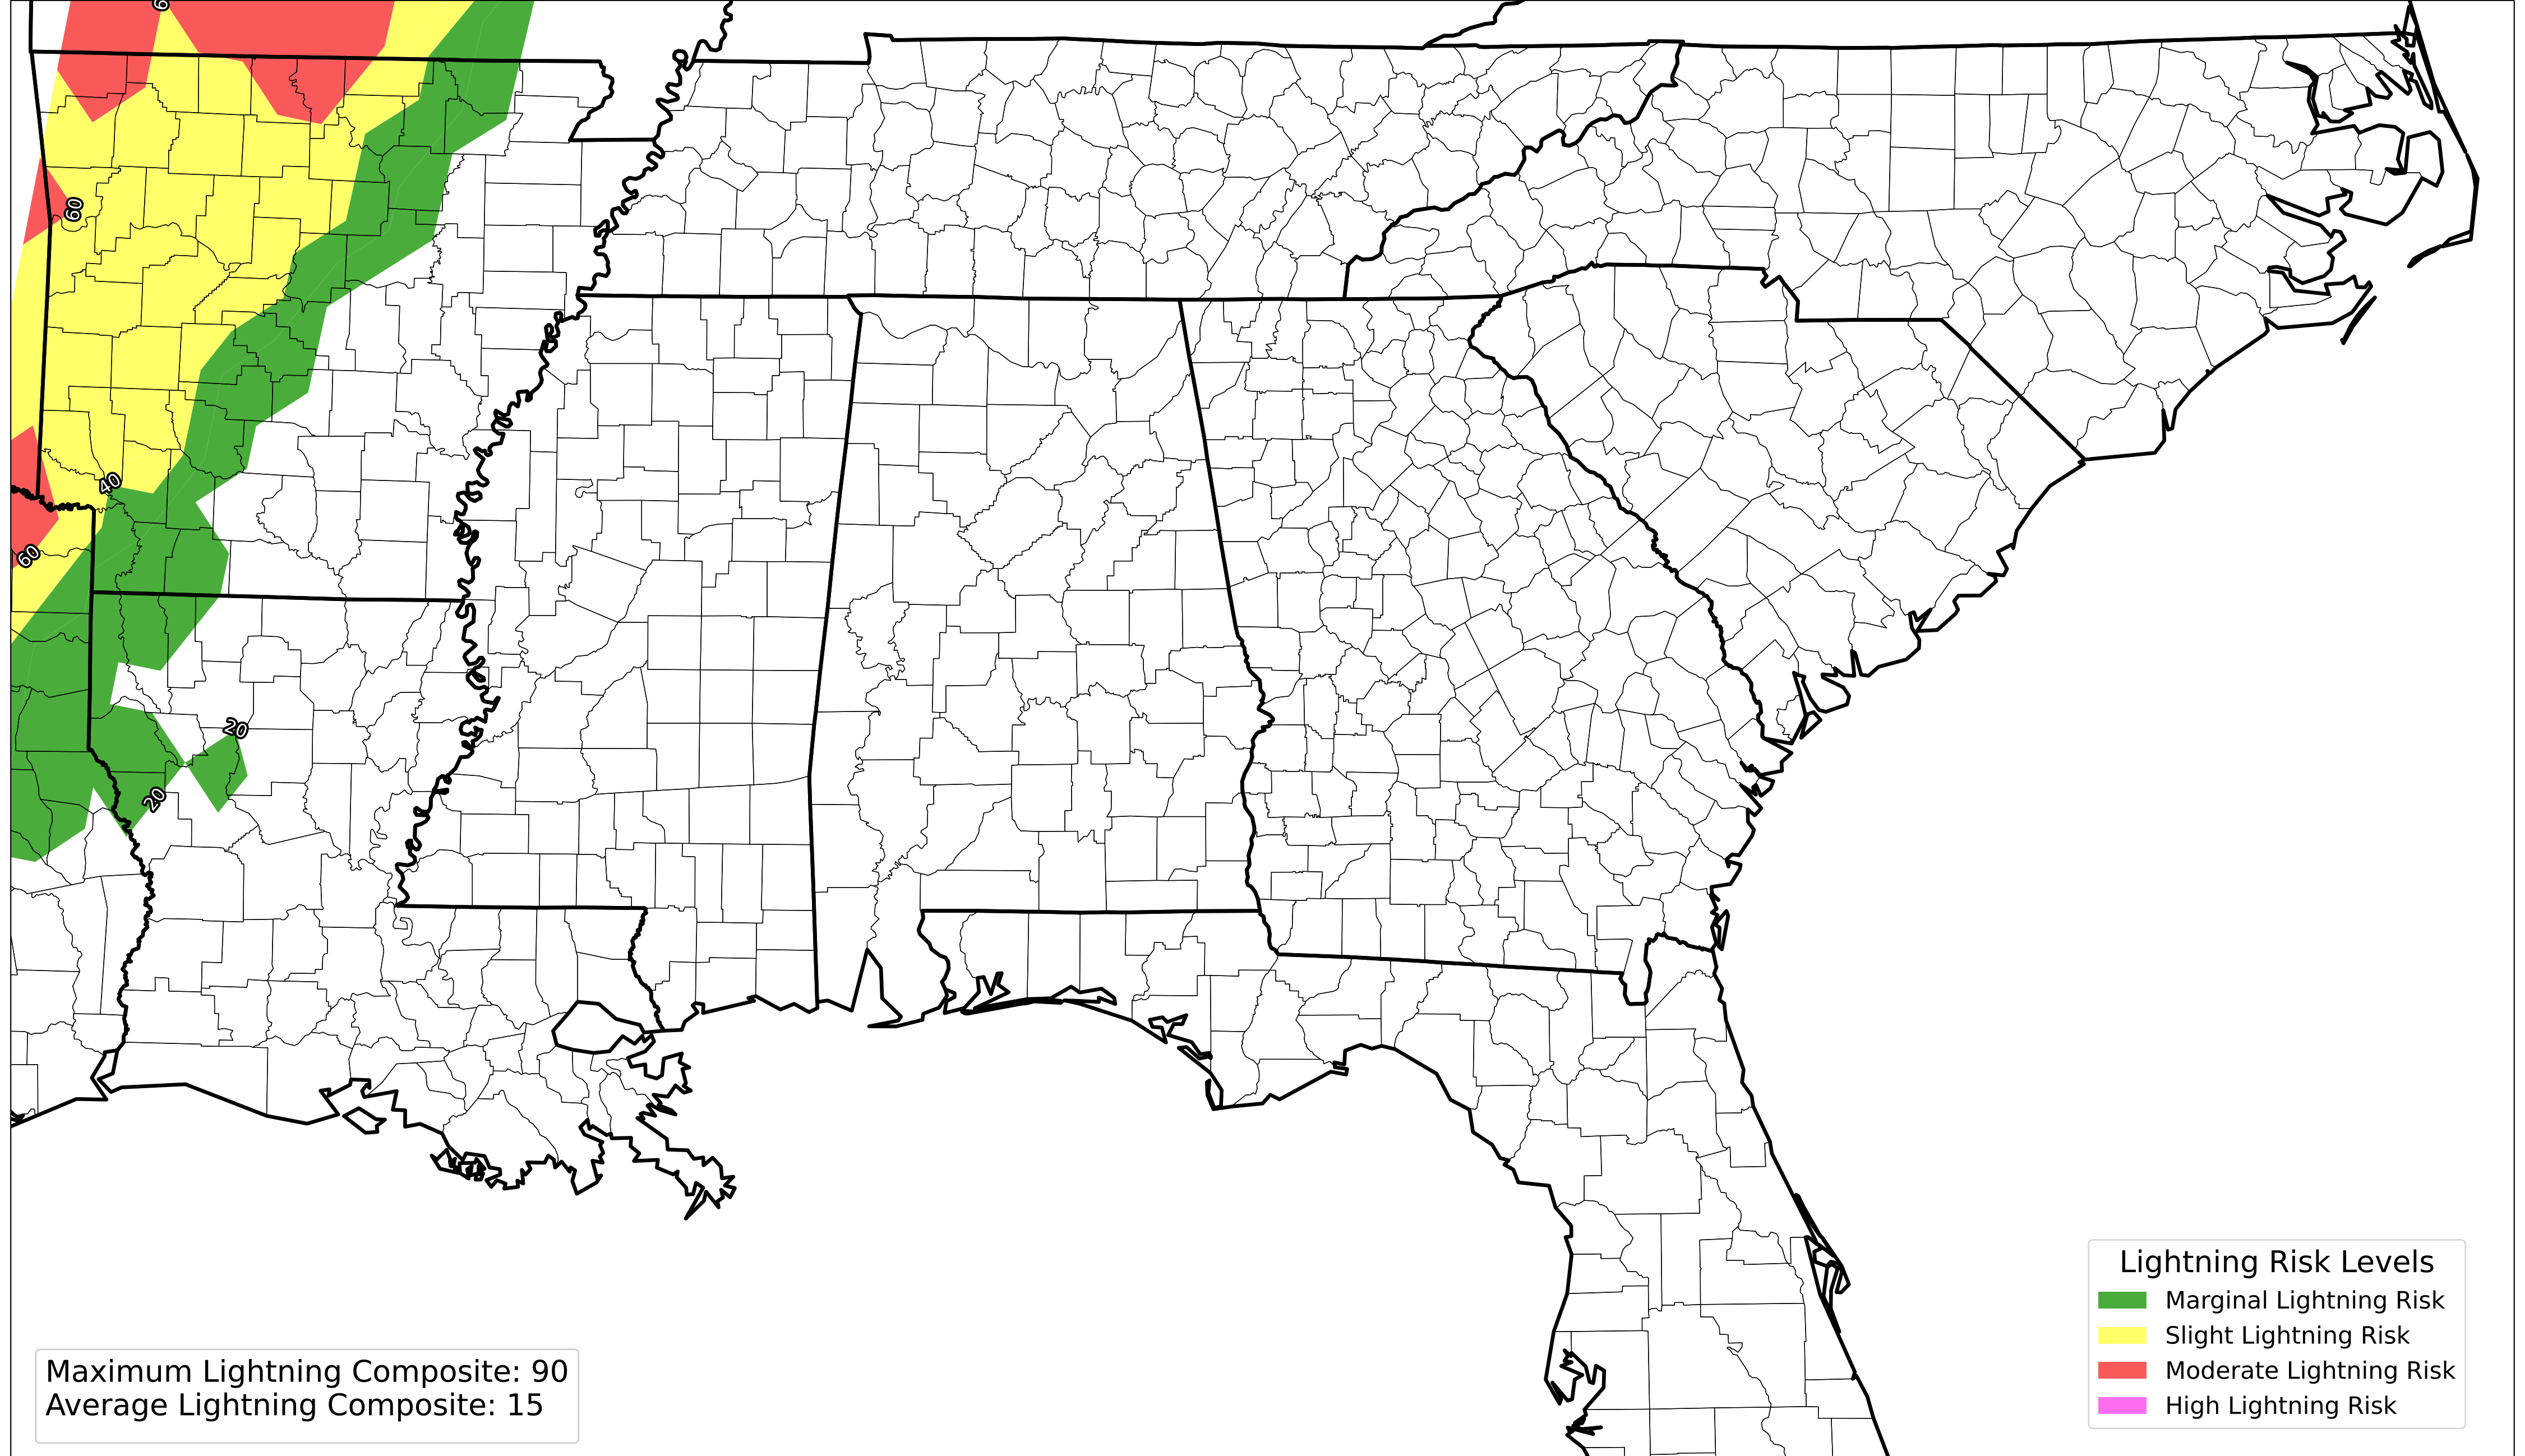 6
60
40
60
20
20
Lightning Risk Levels
Marginal Lightning Risk
Slight Lightning Risk
Moderate Lightning Risk
High Lightning Risk
Maximum Lightning Composite: 90
Average Lightning Composite: 15